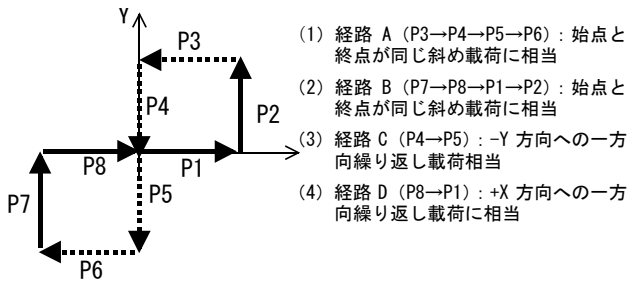 Y
P3
P4
P2
P8
P1
P7
P5
P6
(1) 経路 A (P3→P4→P5→P6)：始点と
終点が同じ斜め載荷に相当
(2) 経路 B (P7→P8→P1→P2)：始点と
終点が同じ斜め載荷に相当
(3) 経路 C (P4→P5)：-Y 方向への一方
向繰り返し載荷相当
(4) 経路 D (P8→P1)：+X 方向への一方
向繰り返し載荷に相当